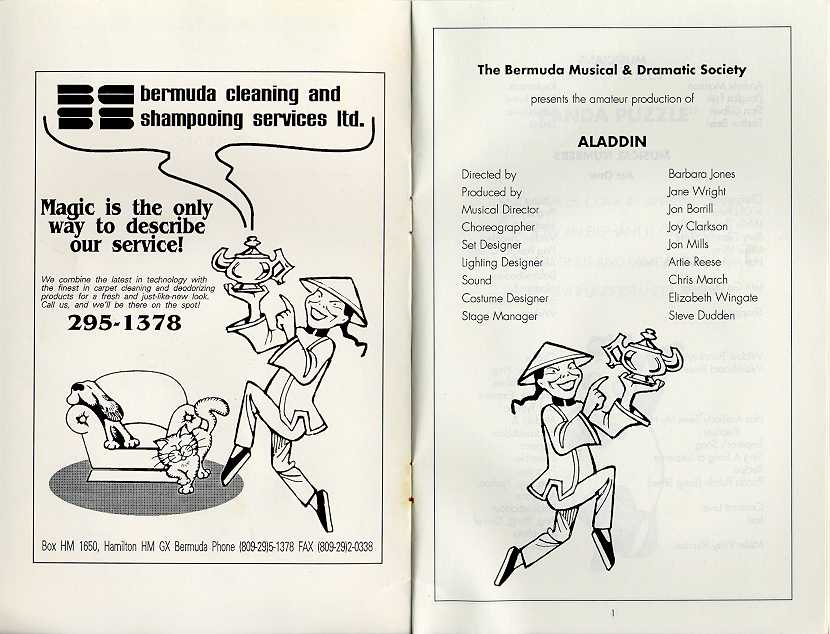 bermuda cleaning and
shampooing services ltd.
Magic is the only
way to describe
our service!
We combine the latest in technology with
the finest in carpet cleaning and deodorizing
products for a fresh and just-like-new look.
Call us, and we'll be there on the spot!
295-1378
Box HM 1650, Hamilton HM GX Bermuda Phone (809-29)5-1378 FAX (809-29)2-0338
The Bermuda Musical & Dramatic Society
presents the amateur production of
ALADDIN
Directed by Barbara Jones
Produced by Jane Wright
Musical Director Jon Borrill
Choreographer Joy Clarkson
Set Designer Jon Mills
Lighting Designer Artie Reese
Sound Chris March
Costume Designer Elizabeth Wingate
Stage Manager Steve Dudden
1